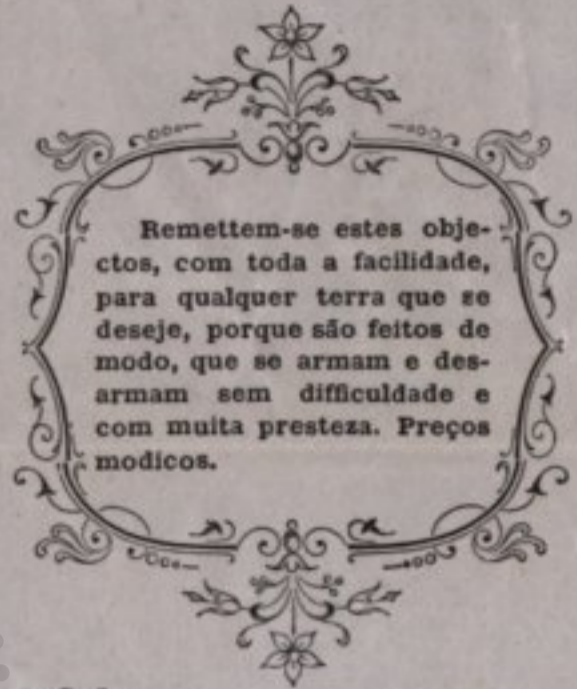 Remettem-se estes obje-
ctos, com toda a facilidade,
para qualquer terra que se
deseje, porque são feitos de
modo, que se armam e des-
armam sem difficuldade e
com muita presteza. Preços
modicos.